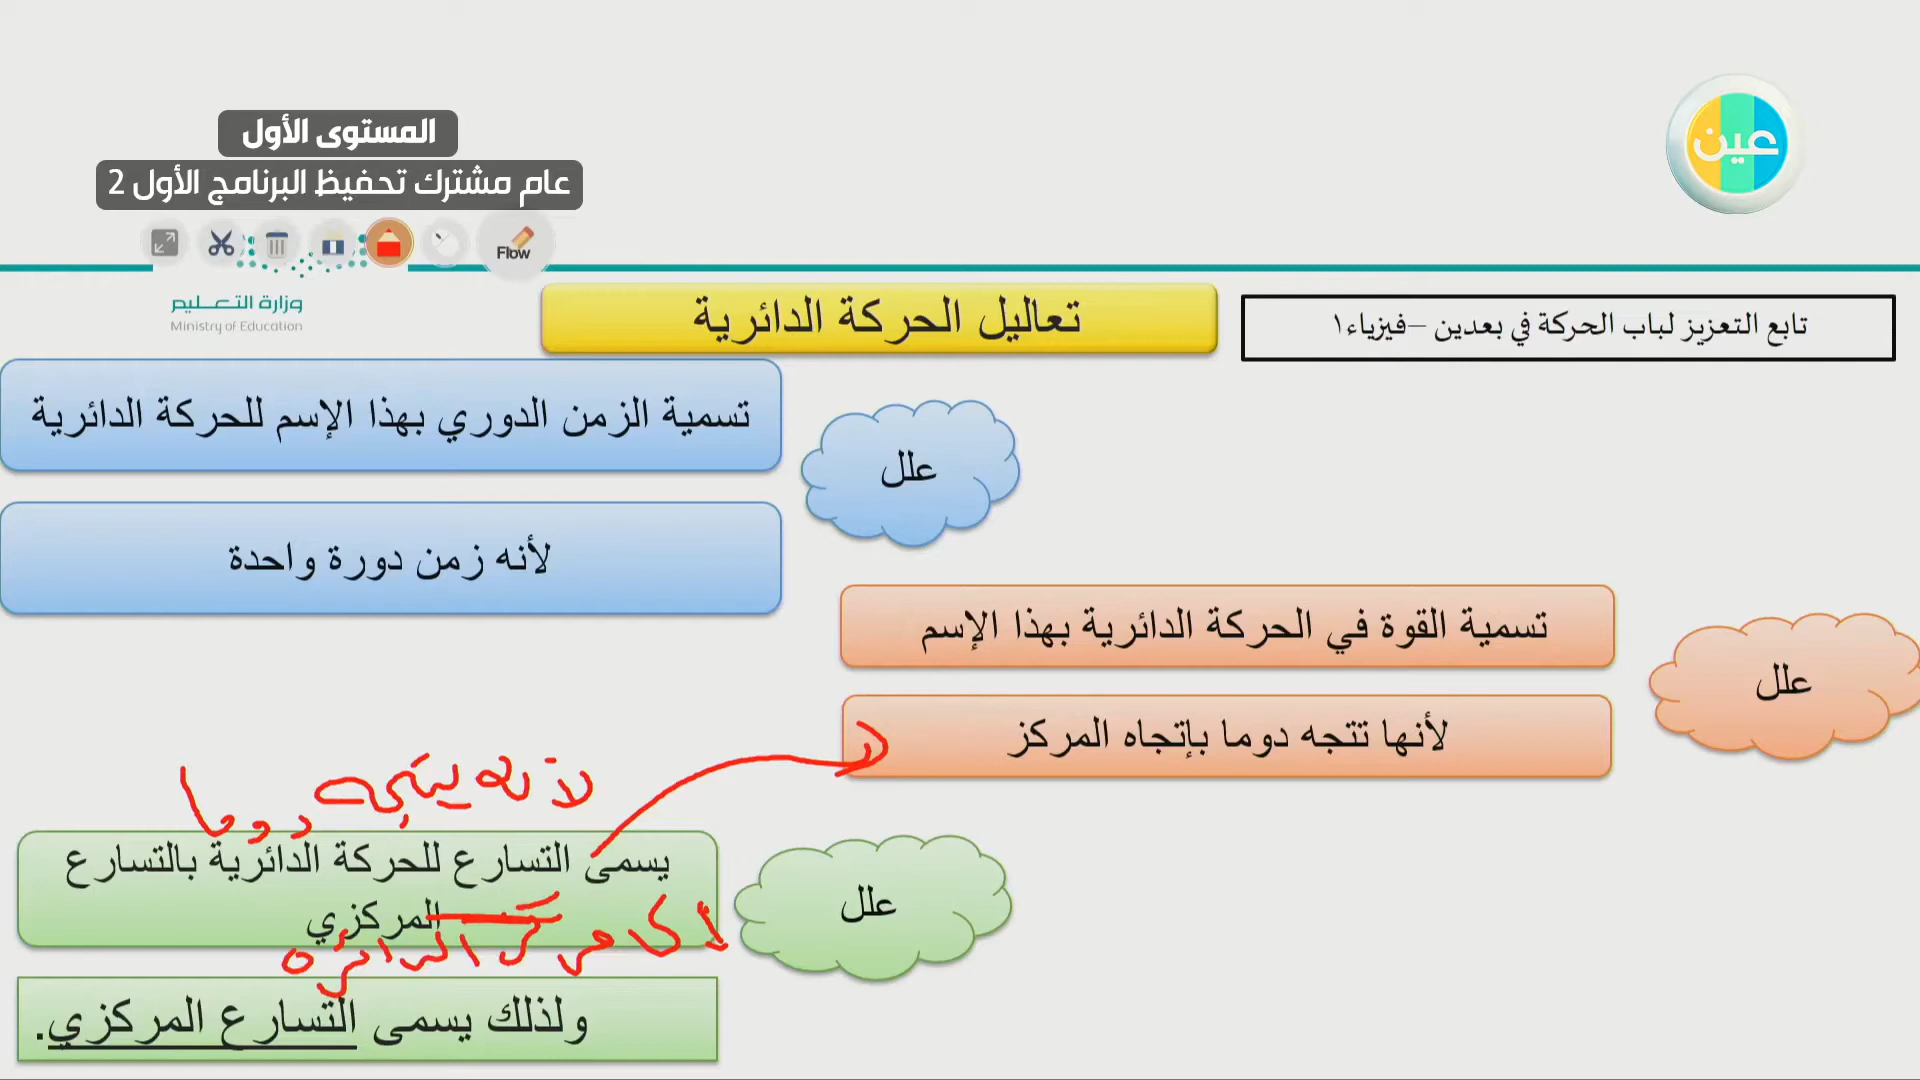 المستوى الأول
عين
عام مشترك تحفيظ البرنامج الأول 2
Flow
وزارة التعليم
Ministry of Education
تعاليل الحركة الدائرية
تابع التعزيز لباب الحركة في بعدين – فيزياء١
تسمية الزمن الدوري بهذا الإسم للحركة الدائرية
علل
لأنه زمن دورة واحدة
تسمية القوة في الحركة الدائرية بهذا الإسم
علل
لأنها تتجه دوما بإتجاه المركز
لأنه يتجه دوما
يسمى التسارع للحركة الدائرية بالتسارع
المركزي
علل
إلى مركز الدائرة
ولذلك يسمى التسارع المركزي.